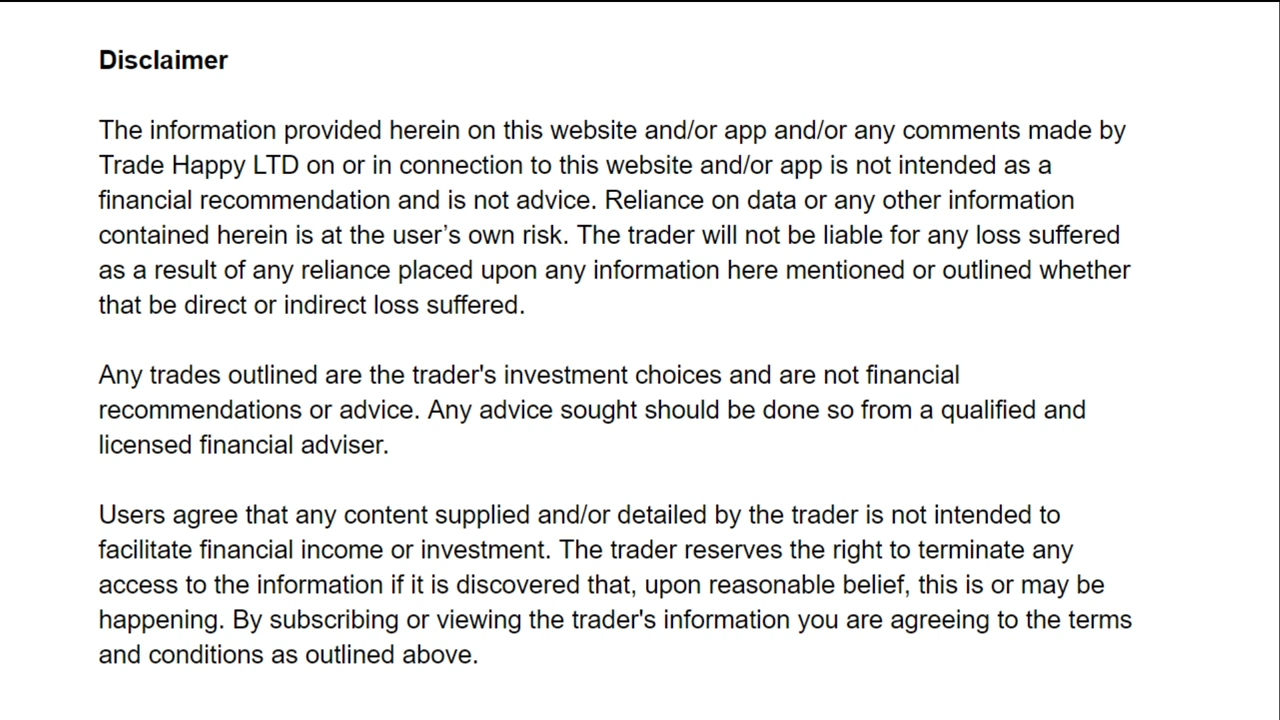 Disclaimer
The information provided herein on this website and/or app and/or any comments made by
Trade Happy LTD on or in connection to this website and/or app is not intended as a
financial recommendation and is not advice. Reliance on data or any other information
contained herein is at the user’s own risk. The trader will not be liable for any loss suffered
as a result of any reliance placed upon any information here mentioned or outlined whether
that be direct or indirect loss suffered.
Any trades outlined are the trader's investment choices and are not financial
recommendations or advice. Any advice sought should be done so from a qualified and
licensed financial adviser.
Users agree that any content supplied and/or detailed by the trader is not intended to
facilitate financial income or investment. The trader reserves the right to terminate any
access to the information if it is discovered that, upon reasonable belief, this is or may be
happening. By subscribing or viewing the trader's information you are agreeing to the terms
and conditions as outlined above.